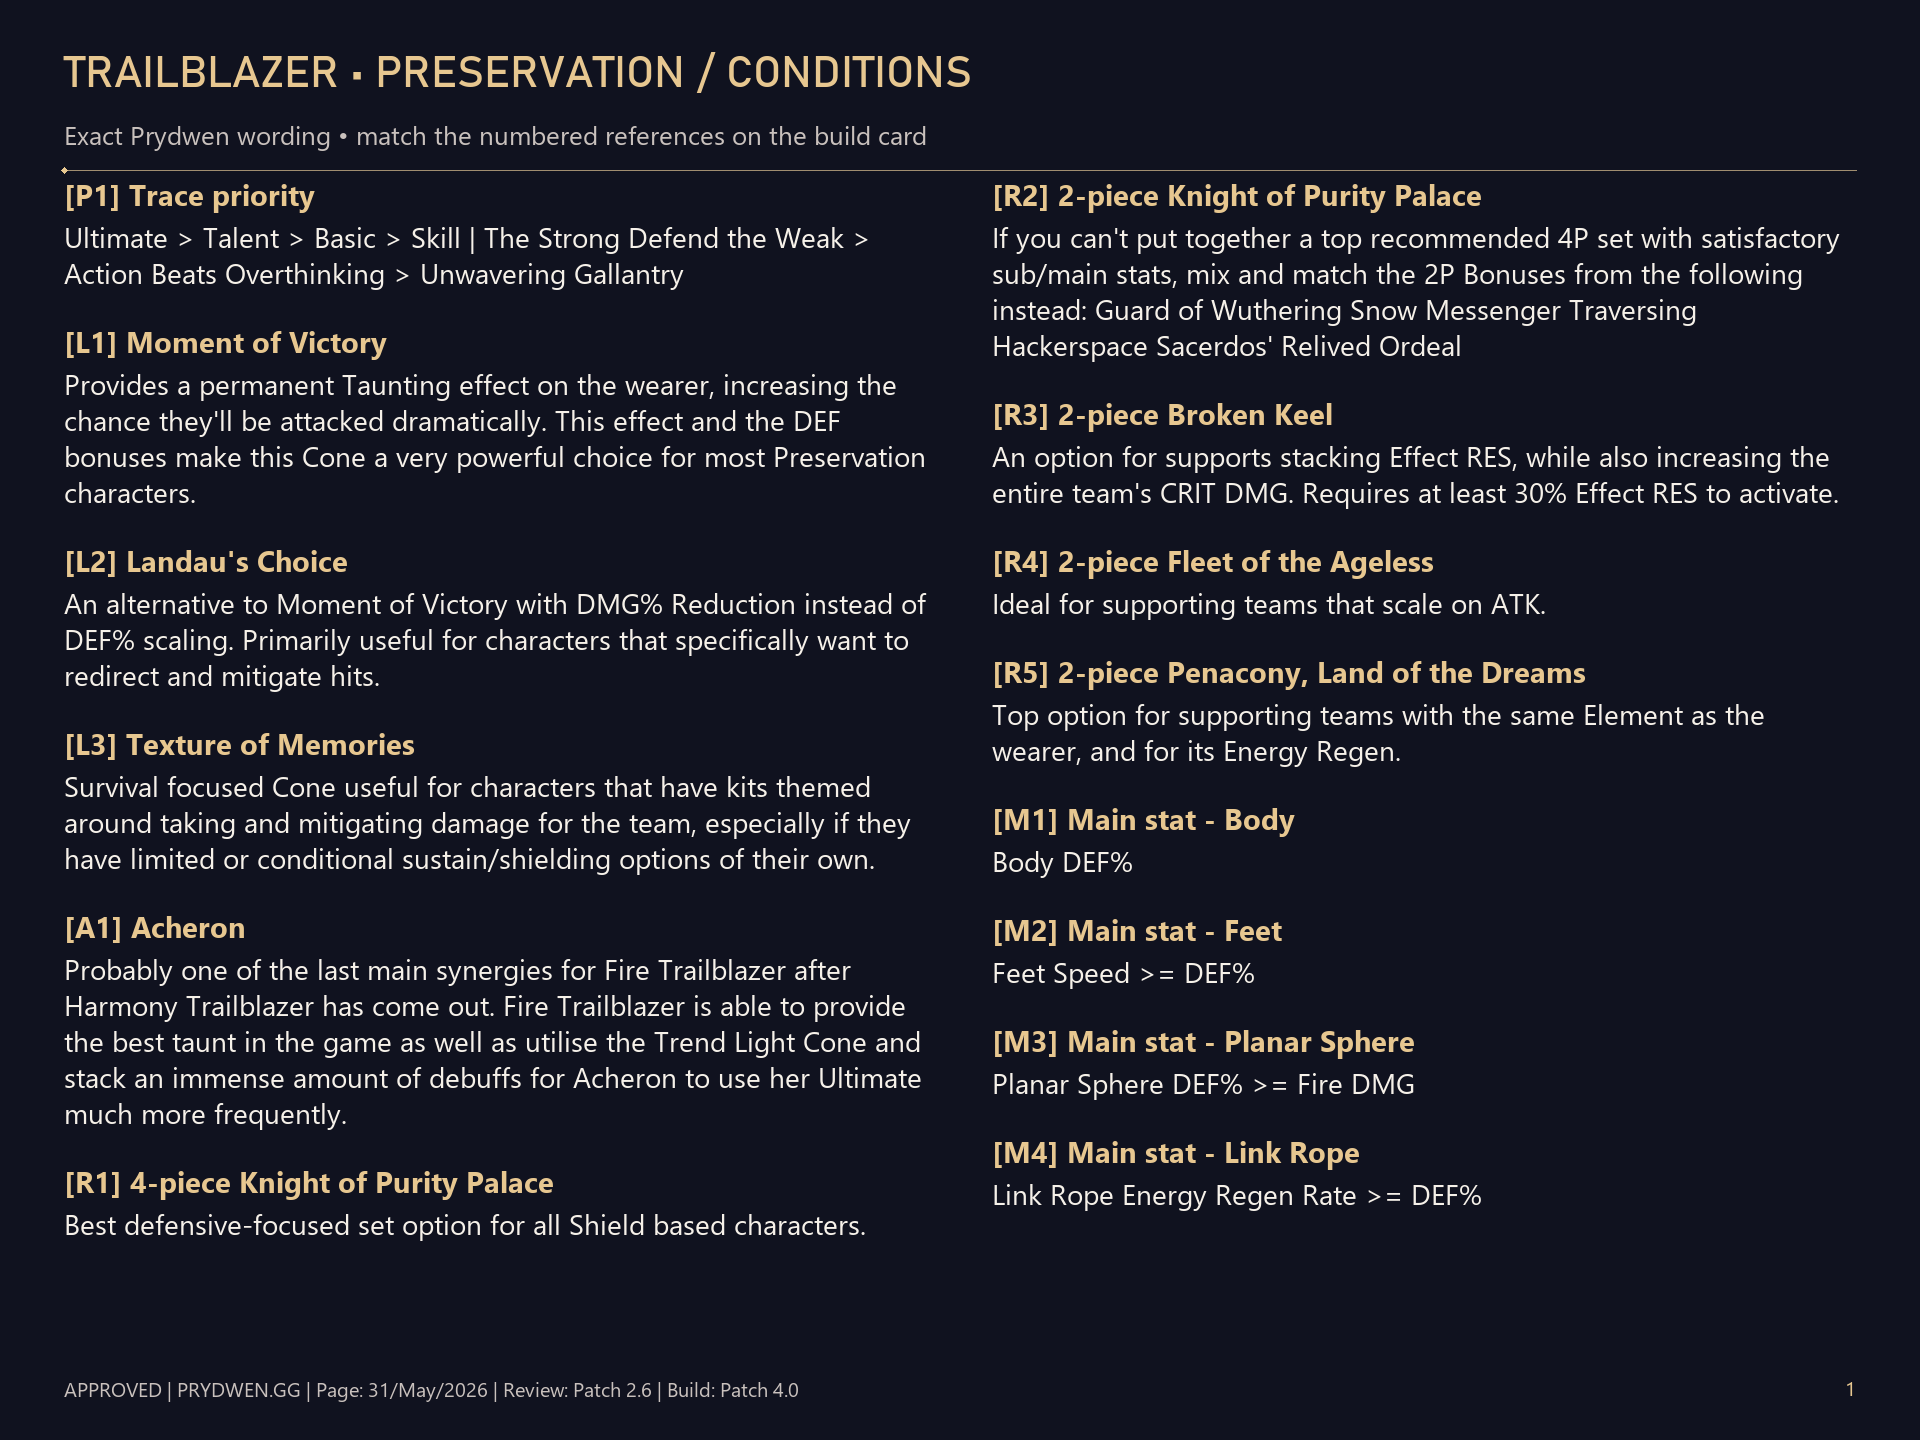 TRAILBLAZER • PRESERVATION / CONDITIONS
Exact Prydwen wording • match the numbered references on the build card
[P1] Trace priority
Ultimate > Talent > Basic > Skill | The Strong Defend the Weak >
Action Beats Overthinking > Unwavering Gallantry
[L1] Moment of Victory
Provides a permanent Taunting effect on the wearer, increasing the
chance they'll be attacked dramatically. This effect and the DEF
bonuses make this Cone a very powerful choice for most Preservation
characters.
[L2] Landau's Choice
An alternative to Moment of Victory with DMG% Reduction instead of
DEF% scaling. Primarily useful for characters that specifically want to
redirect and mitigate hits.
[L3] Texture of Memories
Survival focused Cone useful for characters that have kits themed
around taking and mitigating damage for the team, especially if they
have limited or conditional sustain/shielding options of their own.
[A1] Acheron
Probably one of the last main synergies for Fire Trailblazer after
Harmony Trailblazer has come out. Fire Trailblazer is able to provide
the best taunt in the game as well as utilise the Trend Light Cone and
stack an immense amount of debuffs for Acheron to use her Ultimate
much more frequently.
[R1] 4-piece Knight of Purity Palace
Best defensive-focused set option for all Shield based characters.
[R2] 2-piece Knight of Purity Palace
If you can't put together a top recommended 4P set with satisfactory
sub/main stats, mix and match the 2P Bonuses from the following
instead: Guard of Wuthering Snow Messenger Traversing
Hackerspace Sacerdos' Relived Ordeal
[R3] 2-piece Broken Keel
An option for supports stacking Effect RES, while also increasing the
entire team's CRIT DMG. Requires at least 30% Effect RES to activate.
[R4] 2-piece Fleet of the Ageless
Ideal for supporting teams that scale on ATK.
[R5] 2-piece Penacony, Land of the Dreams
Top option for supporting teams with the same Element as the
wearer, and for its Energy Regen.
[M1] Main stat - Body
Body DEF%
[M2] Main stat - Feet
Feet Speed >= DEF%
[M3] Main stat - Planar Sphere
Planar Sphere DEF% >= Fire DMG
[M4] Main stat - Link Rope
Link Rope Energy Regen Rate >= DEF%
APPROVED | PRYDWEN.GG | Page: 31/May/2026 | Review: Patch 2.6 | Build: Patch 4.0
1